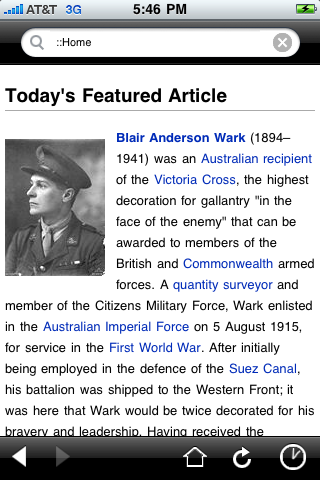 AT&T 3G 5:46 PM
::Home
Today's Featured Article
Blair Anderson Wark (1894–
1941) was an Australian recipient
of the Victoria Cross, the highest
decoration for gallantry "in the
face of the enemy" that can be
awarded to members of the
British and Commonwealth armed
forces. A quantity surveyor and
member of the Citizens Military Force, Wark enlisted
in the Australian Imperial Force on 5 August 1915,
for service in the First World War. After initially
being employed in the defence of the Suez Canal,
his battalion was shipped to the Western Front; it
was here that Wark would be twice decorated for his
bravery and leadership. Having received the